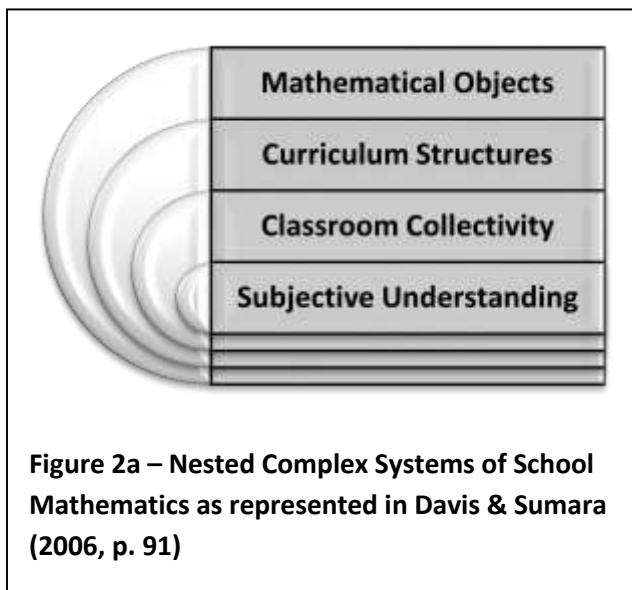 Mathematical Objects
Curriculum Structures
Classroom Collectivity
Subjective Understanding
Figure 2a – Nested Complex Systems of School
Mathematics as represented in Davis & Sumara
(2006, p. 91)